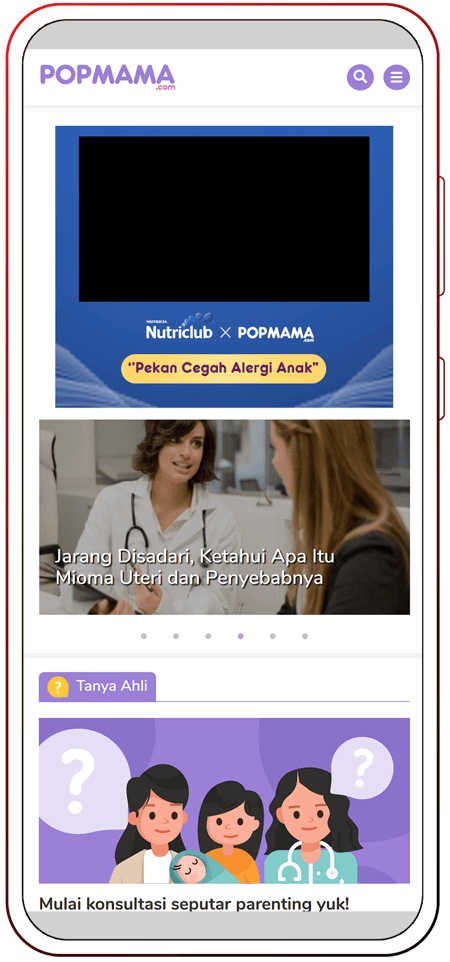 POPMAMA
.com
NUTRICIA
Nutriclub × POPMAMA
.com
"Pekan Cegah Alergi Anak"
Jarang Disadari, Ketahui Apa Itu
Mioma Uteri dan Penyebabnya
? Tanya Ahli
? ?
Mulai konsultasi seputar parenting yuk!